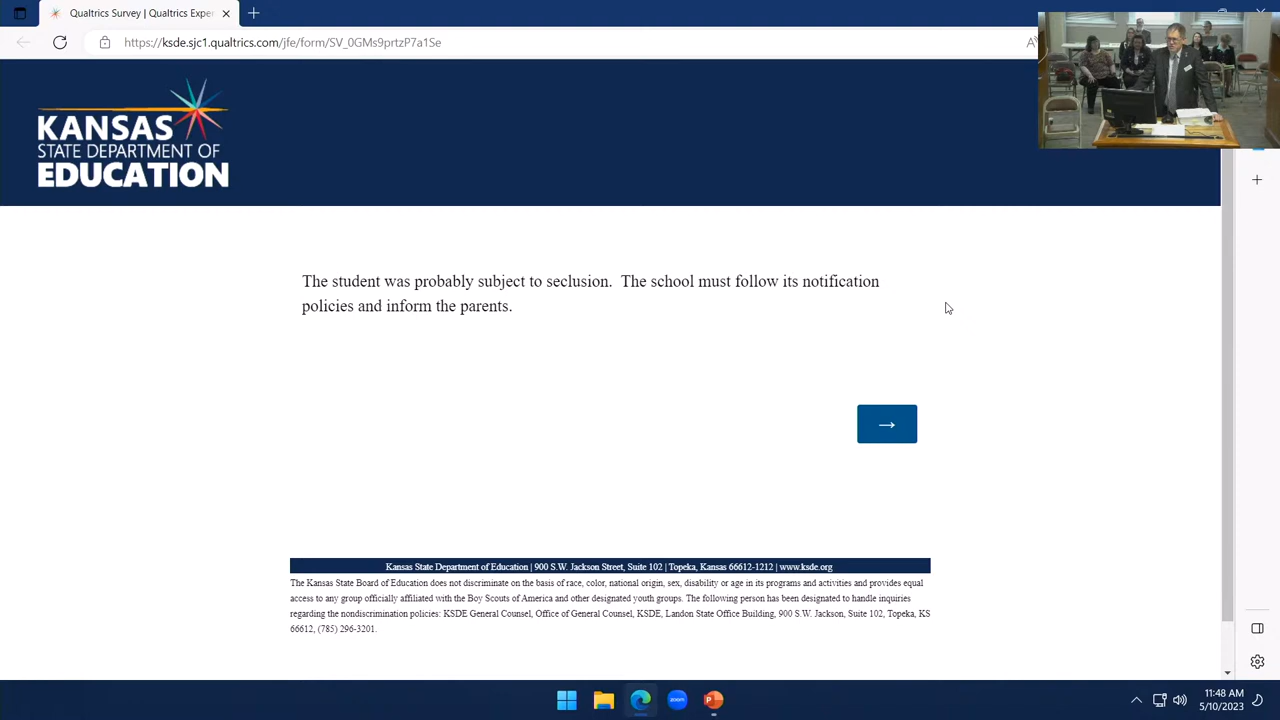 Qualtrics Survey | Qualtrics Expe
https://ksde.sjc1.qualtrics.com/jfe/form/SV_0GMs9prtzP7a1Se
KANSAS
STATE DEPARTMENT OF
EDUCATION
The student was probably subject to seclusion. The school must follow its notification
policies and inform the parents.
→
Kansas State Department of Education | 900 S.W. Jackson Street, Suite 102 | Topeka, Kansas 66612-1212 | www.ksde.org
The Kansas State Board of Education does not discriminate on the basis of race, color, national origin, sex, disability or age in its programs and activities and provides equal
access to any group officially affiliated with the Boy Scouts of America and other designated youth groups. The following person has been designated to handle inquiries
regarding the nondiscrimination policies: KSDE General Counsel, Office of General Counsel, KSDE, Landon State Office Building, 900 S.W. Jackson, Suite 102, Topeka, KS
66612, (785) 296-3201.
zoom
11:48 AM
5/10/2023